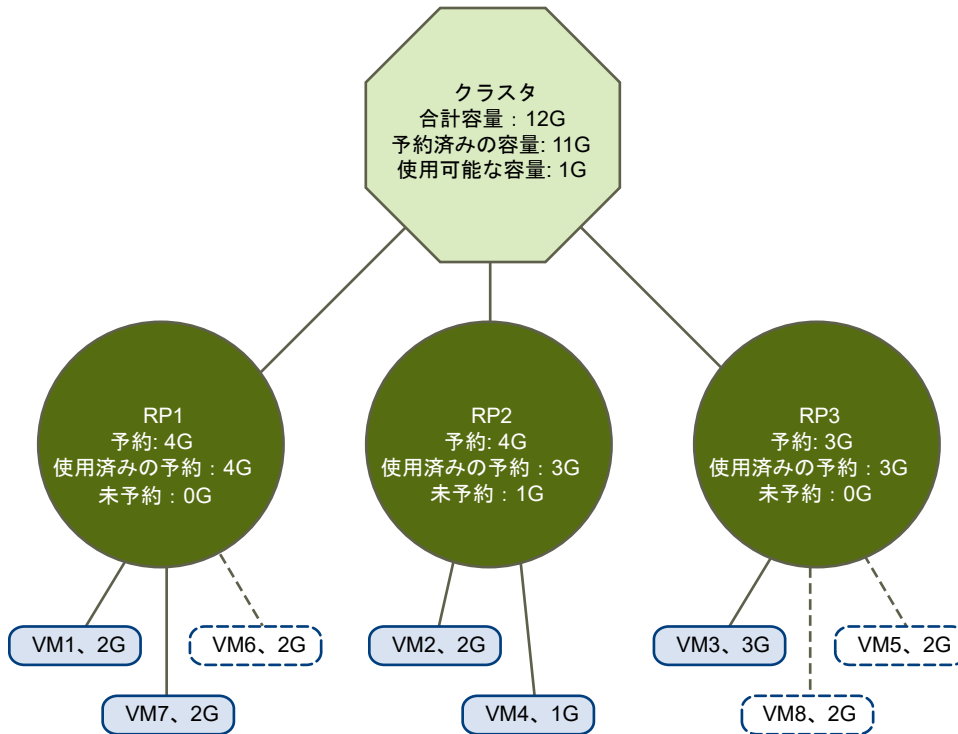 クラスタ
合計容量：12G
予約済みの容量: 11G
使用可能な容量: 1G
RP1
予約: 4G
使用済みの予約：4G
未予約：0G
RP2
予約: 4G
使用済みの予約：3G
未予約：1G
RP3
予約: 3G
使用済みの予約：3G
未予約：0G
VM1、2G
VM6、2G
VM2、2G
VM3、3G
VM5、2G
VM7、2G
VM4、1G
VM8、2G